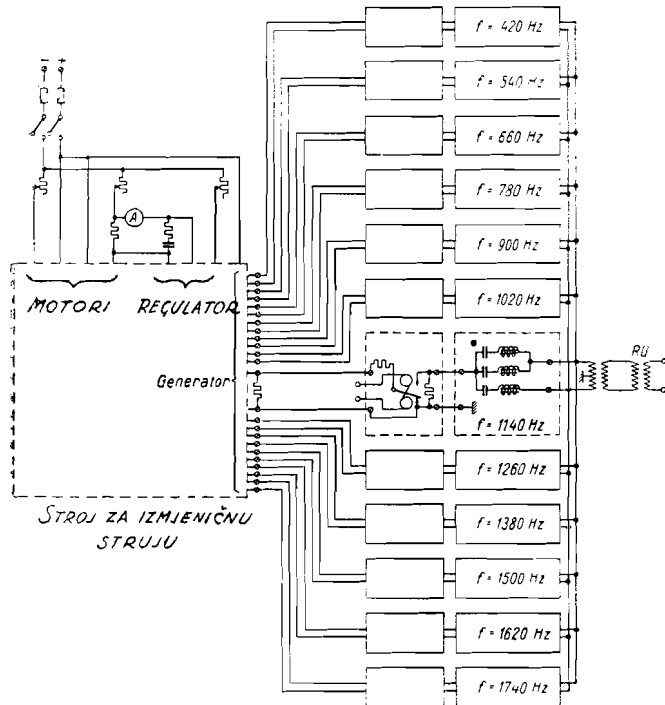 f = 420 Hz
f = 540 Hz
f = 660 Hz
f = 780 Hz
f = 900 Hz
f = 1020 Hz
A
MOTORI
REGULATOR
Generator
RÜ
f = 1140 Hz
f = 1260 Hz
f = 1380 Hz
f = 1500 Hz
f = 1620 Hz
f = 1740 Hz
STROJ ZA IZMJENIČNU
STRUJU